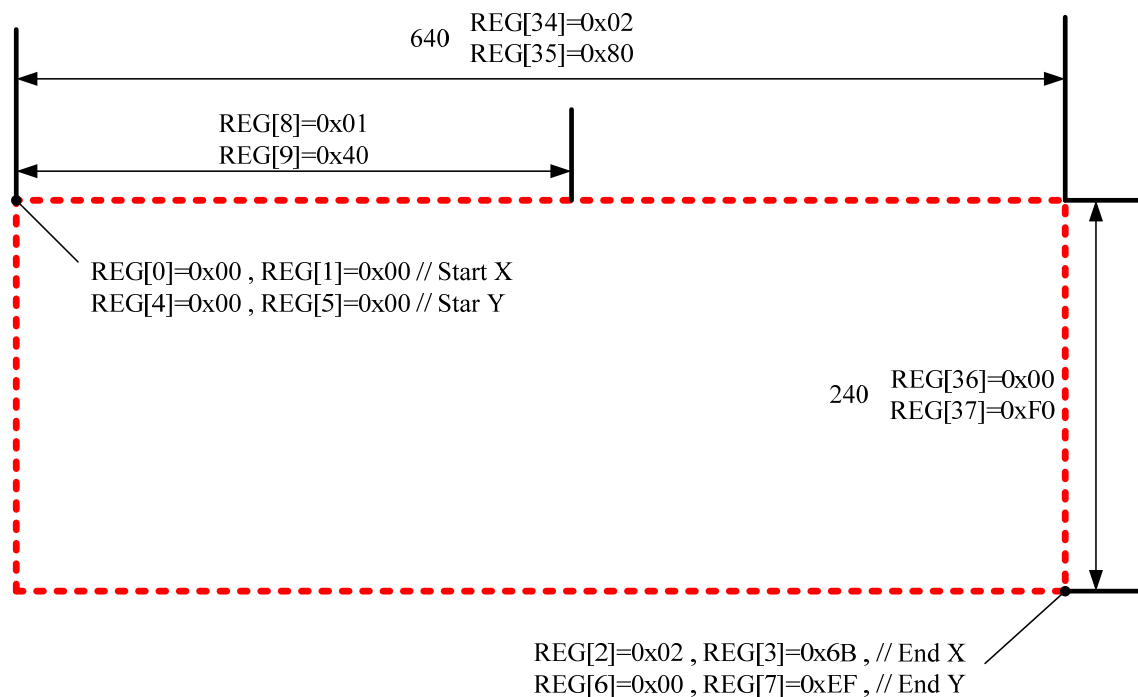 640
REG[34]=0x02
REG[35]=0x80
REG[8]=0x01
REG[9]=0x40
REG[0]=0x00 , REG[1]=0x00 // Start X
REG[4]=0x00 , REG[5]=0x00 // Star Y
240
REG[36]=0x00
REG[37]=0xF0
REG[2]=0x02 , REG[3]=0x6B , // End X
REG[6]=0x00 , REG[7]=0xEF , // End Y